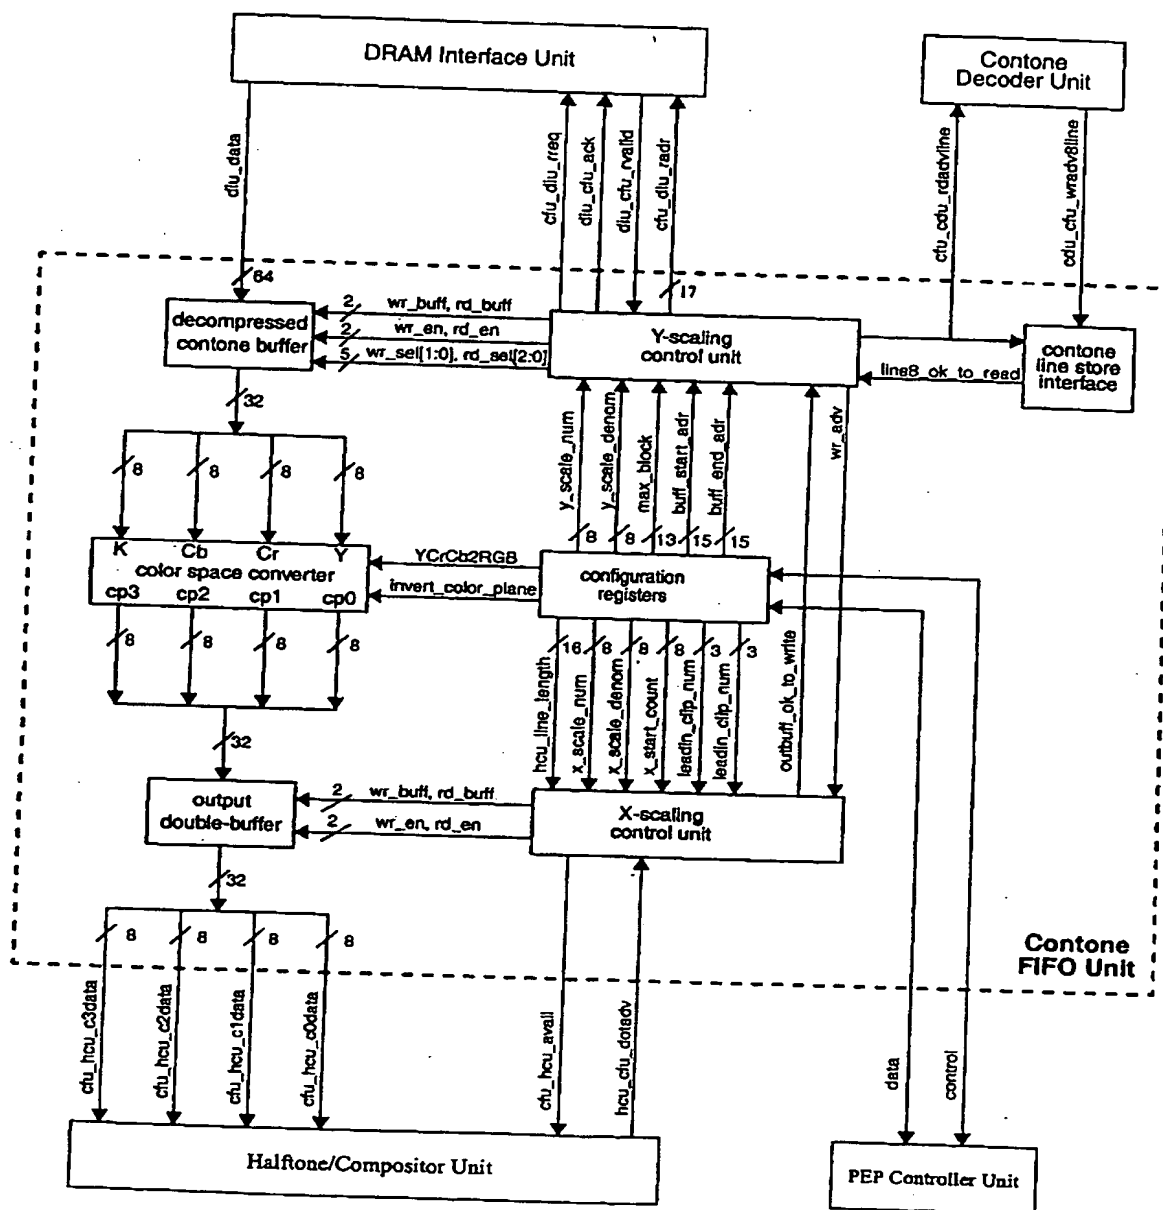 DRAM Interface Unit
Contone
Decoder Unit
diu_data
cfu_diu_rreq
diu_cfu_ack
diu_cfu_rvalid
cfu_diu_radr
cfu_cdu_rdadvline
cdu_cfu_wradv8line
64
17
decompressed
contone buffer
2
wr_buff, rd_buff
2
wr_en, rd_en
5
wr_sel[1:0], rd_sel[2:0]
Y-scaling
control unit
line8_ok_to_read
contone
line store
interface
32
8
8
8
8
y_scale_num
y_scale_denom
max_block
buff_start_adr
buff_end_adr
wr_adv
8
8
13
15
15
K
Cb
Cr
Y
color space converter
cp3
cp2
cp1
cp0
YCrCb2RGB
invert_color_plane
configuration
registers
8
8
8
8
16
8
8
8
3
3
hcu_line_length
x_scale_num
x_scale_denom
x_start_count
leadin_clip_num
leadin_clip_num
outbuff_ok_to_write
32
output
double-buffer
2
wr_buff, rd_buff
2
wr_en, rd_en
X-scaling
control unit
32
8
8
8
8
Contone
FIFO Unit
cfu_hcu_c3data
cfu_hcu_c2data
cfu_hcu_c1data
cfu_hcu_c0data
cfu_hcu_avail
hcu_cfu_dotadv
data
control
Halftone/Compositor Unit
PEP Controller Unit